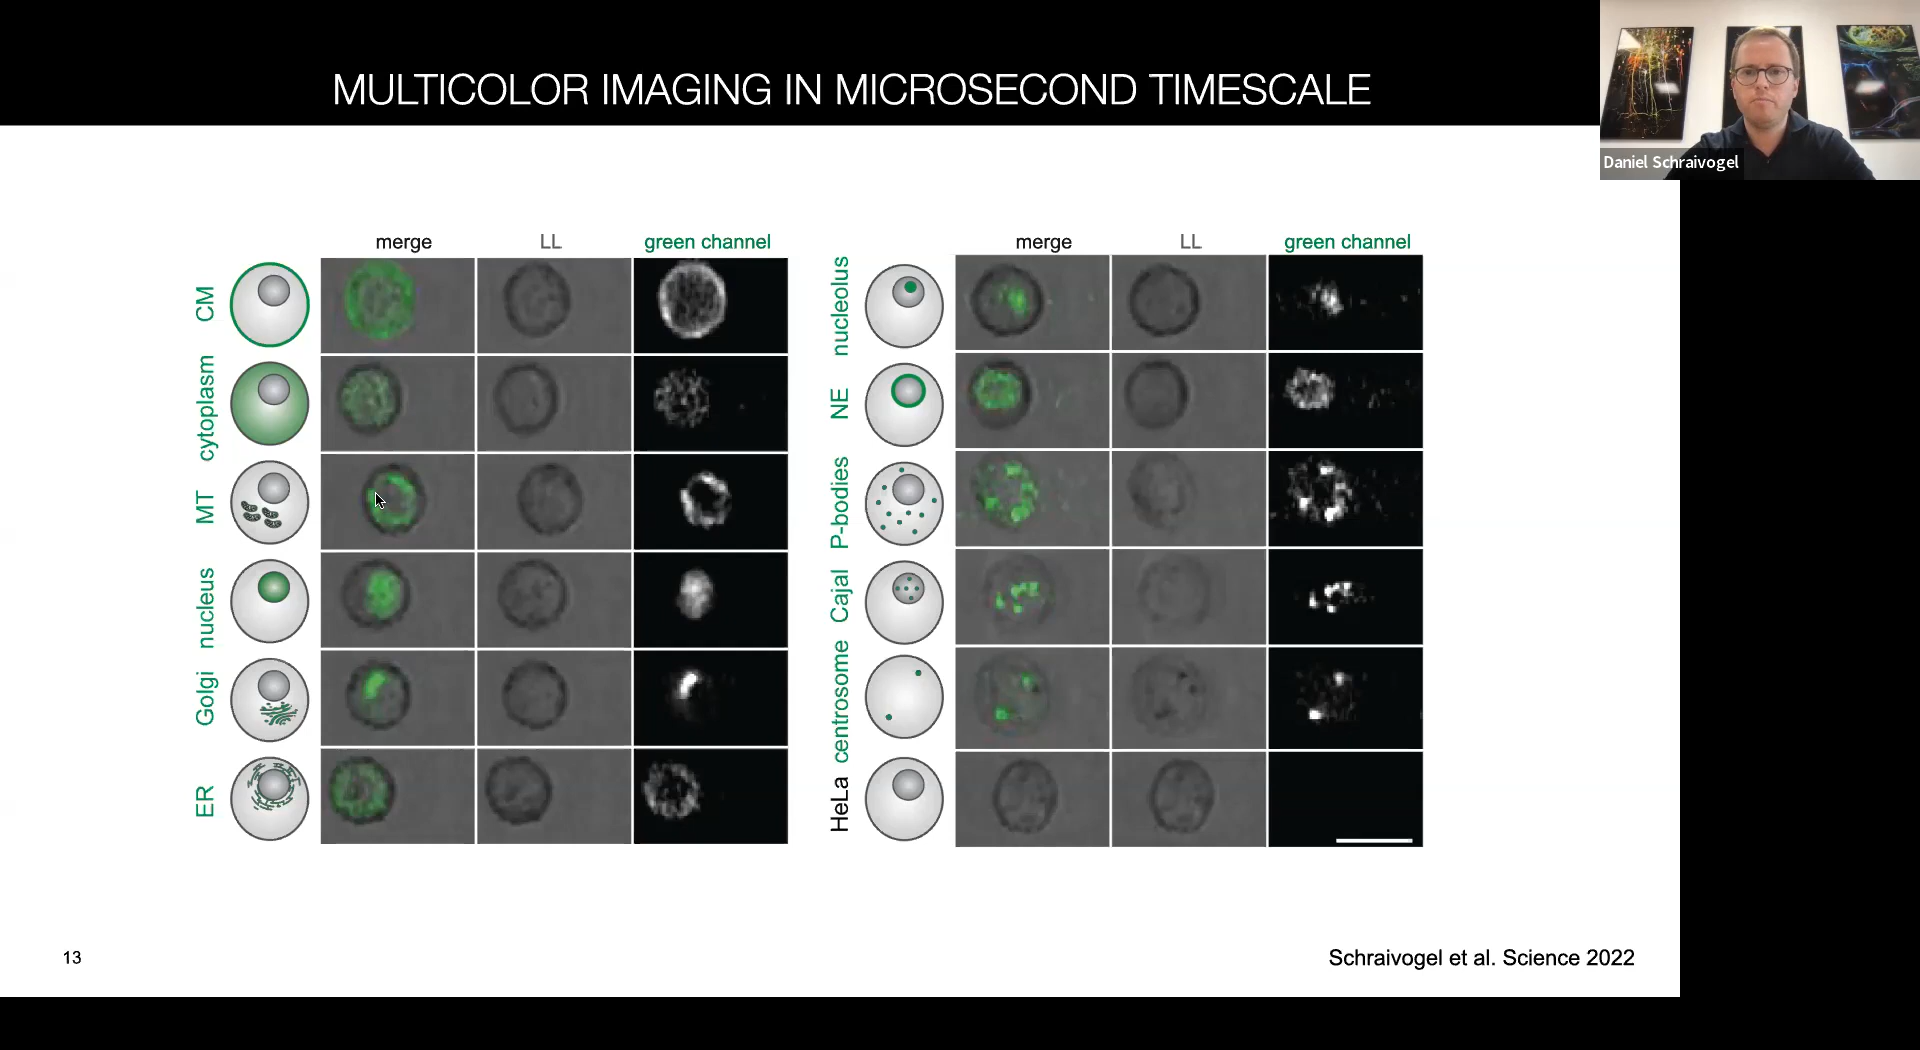 MULTICOLOR IMAGING IN MICROSECOND TIMESCALE
Daniel Schraivogel
merge LL green channel
CM
cytoplasm
MT
nucleus
Golgi
ER
merge LL green channel
nucleolus
NE
P-bodies
Cajal
centrosome
HeLa
13
Schraivogel et al. Science 2022